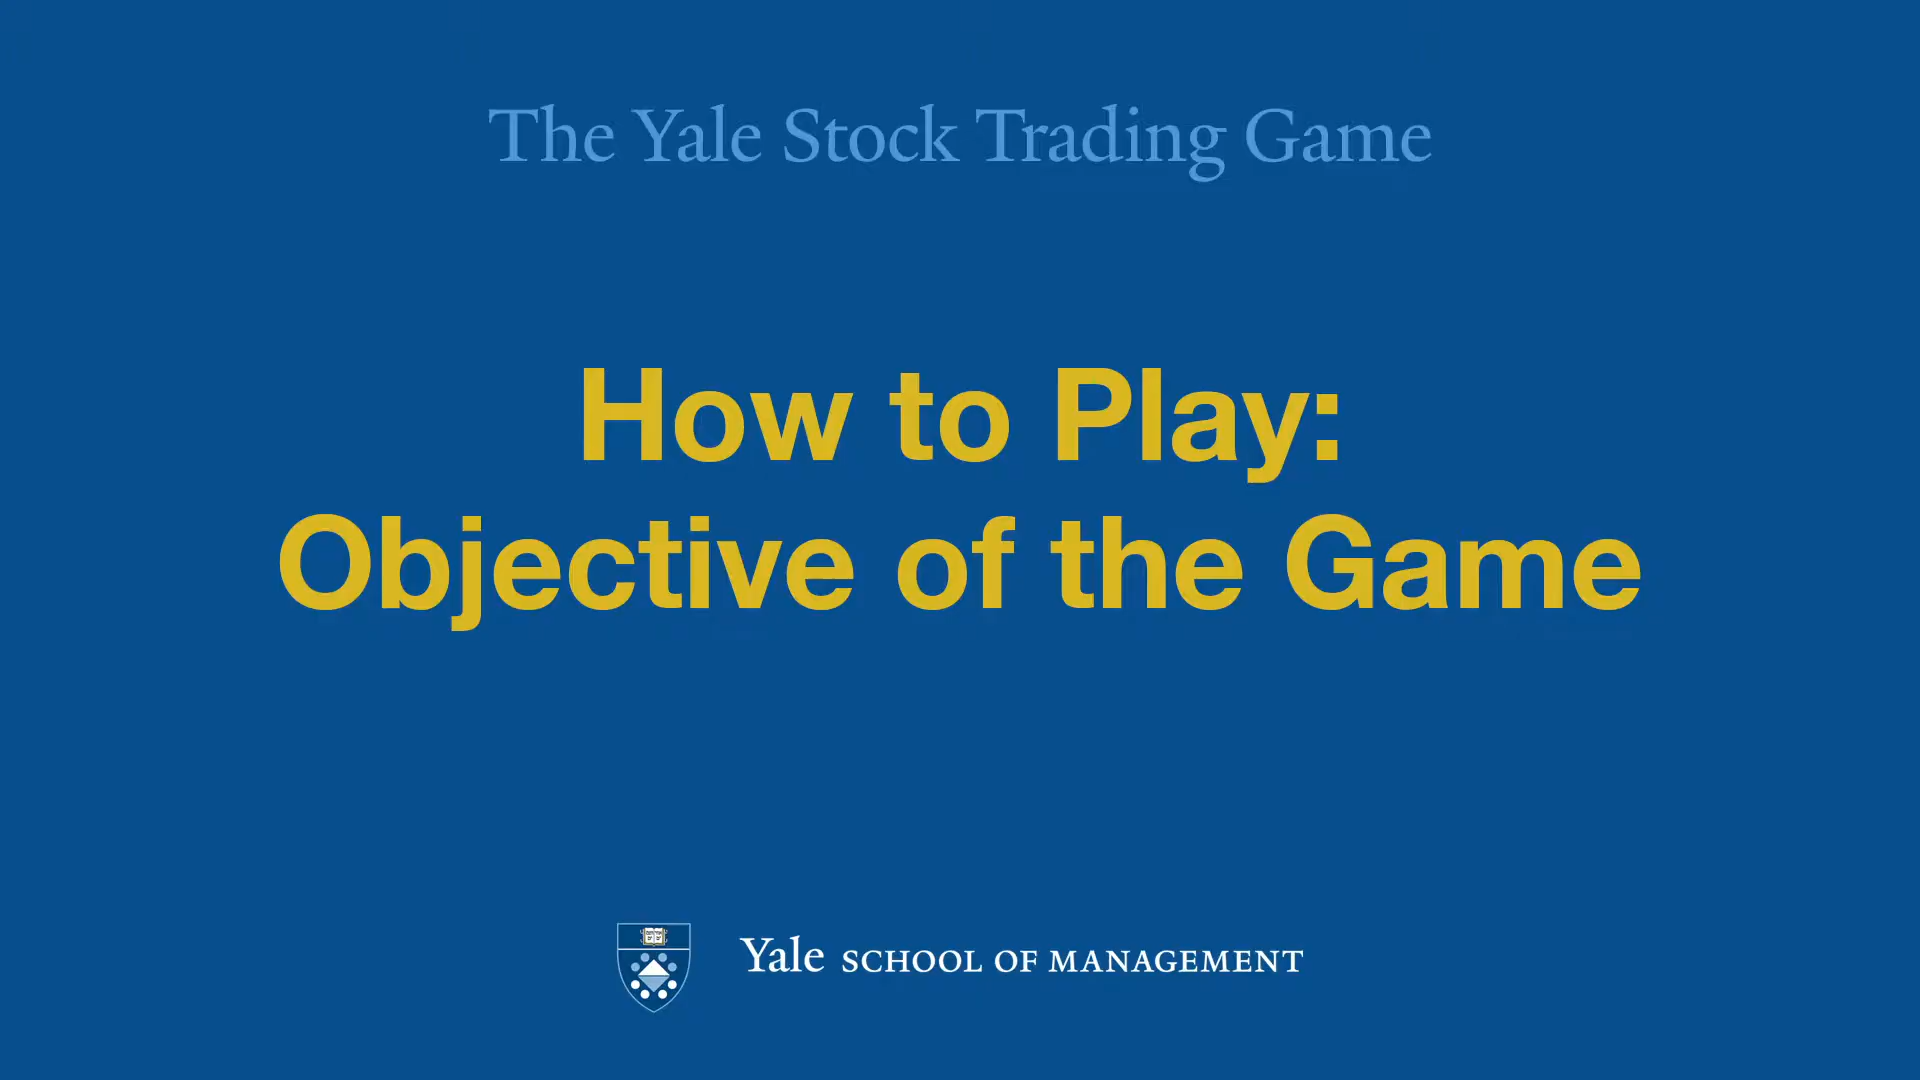 The Yale Stock Trading Game
How to Play:
Objective of the Game
Yale SCHOOL OF MANAGEMENT